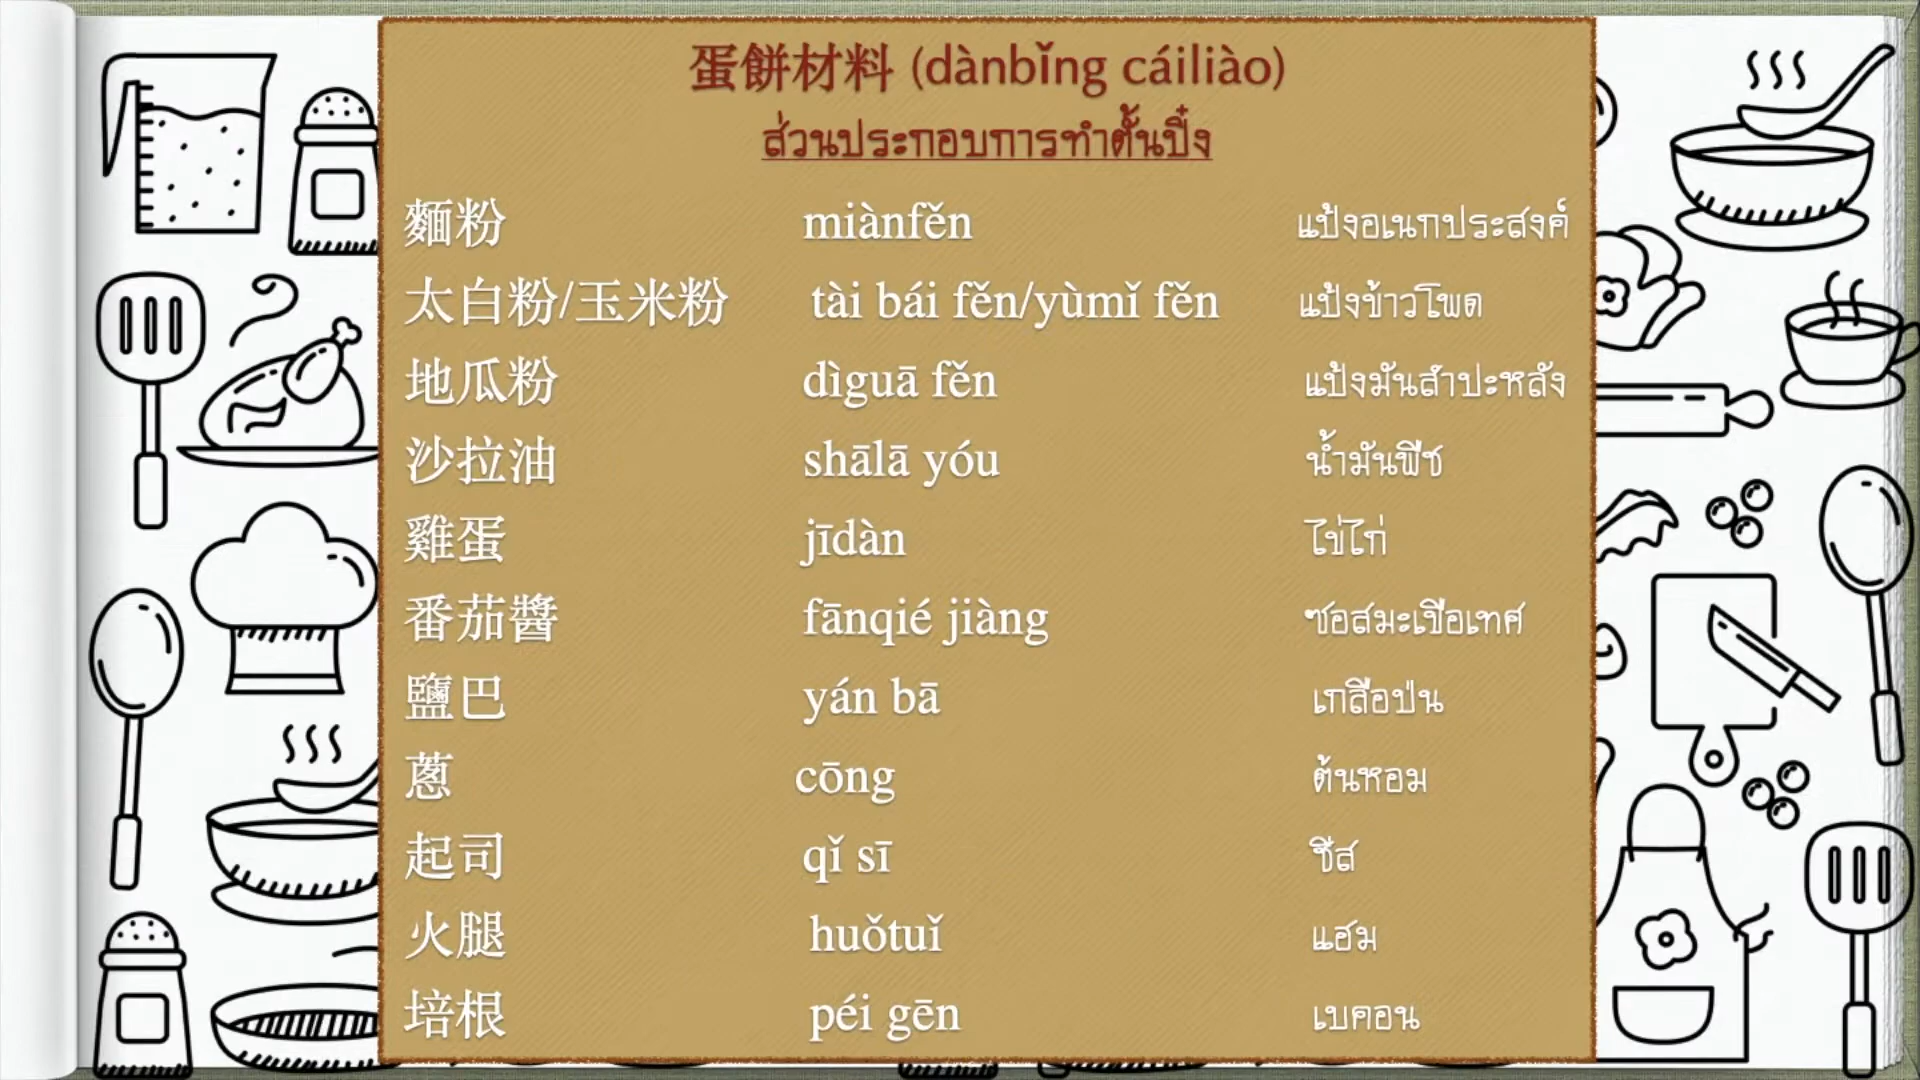 蛋餅材料 (dànbǐng cáiliào)
ส่วนประกอบการทำตั้นปิ๋ง
麵粉 miànfěn แป้งอเนกประสงค์
太白粉/玉米粉 tài bái fěn/yùmǐ fěn แป้งข้าวโพด
地瓜粉 dìguā fěn แป้งมันสำปะหลัง
沙拉油 shālā yóu น้ำมันพืช
雞蛋 jīdàn ไข่ไก่
番茄醬 fānqié jiàng ซอสมะเขือเทศ
鹽巴 yán bā เกลือป่น
蔥 cōng ต้นหอม
起司 qǐ sī ชีส
火腿 huǒtuǐ แฮม
培根 péi gēn เบคอน